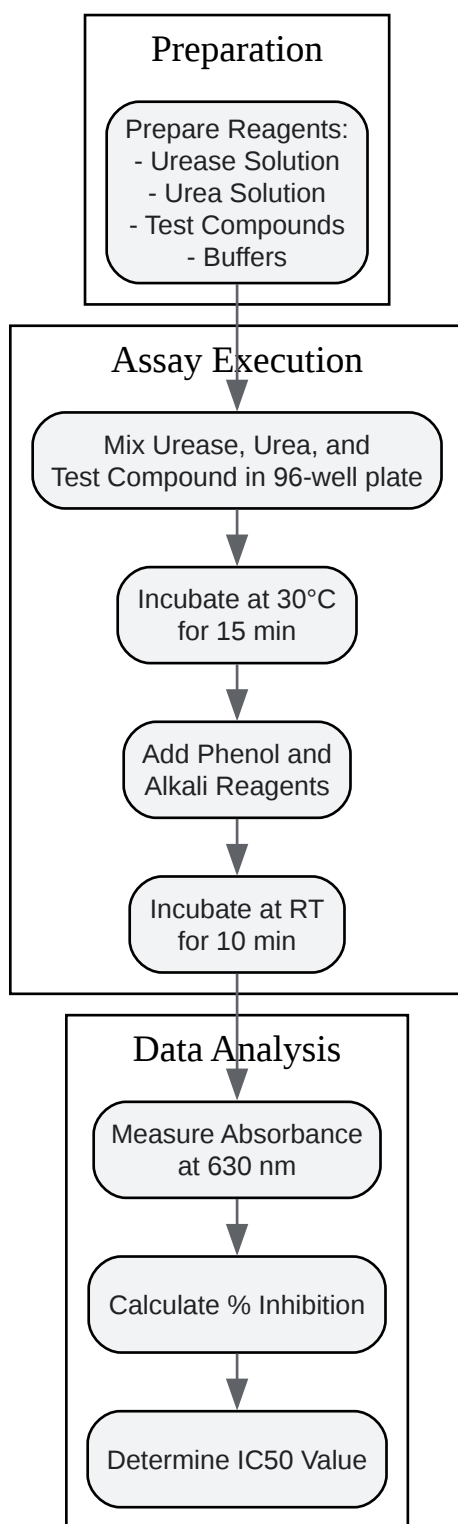 Preparation
Prepare Reagents:
- Urease Solution
- Urea Solution
- Test Compounds
- Buffers
Assay Execution
Mix Urease, Urea, and
Test Compound in 96-well plate
Incubate at 30°C
for 15 min
Add Phenol and
Alkali Reagents
Incubate at RT
for 10 min
Data Analysis
Measure Absorbance
at 630 nm
Calculate % Inhibition
Determine IC50 Value